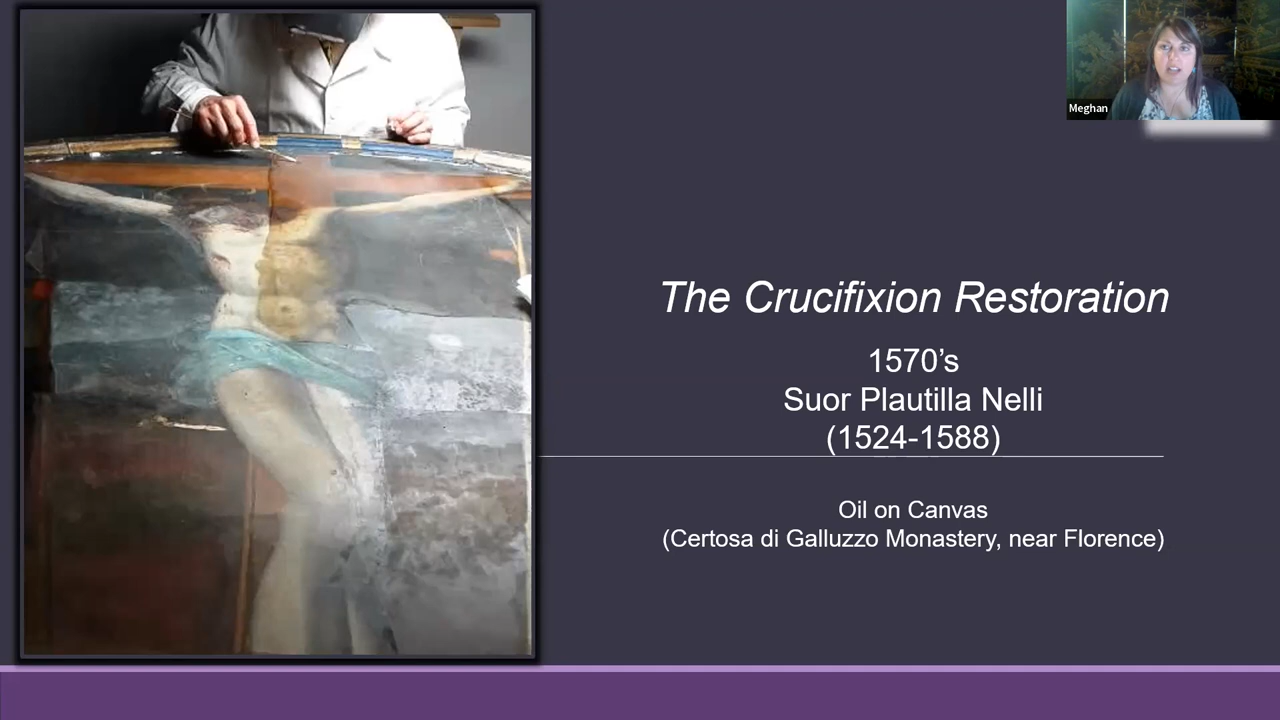 Meghan
The Crucifixion Restoration
1570’s
Suor Plautilla Nelli
(1524-1588)
Oil on Canvas
(Certosa di Galluzzo Monastery, near Florence)